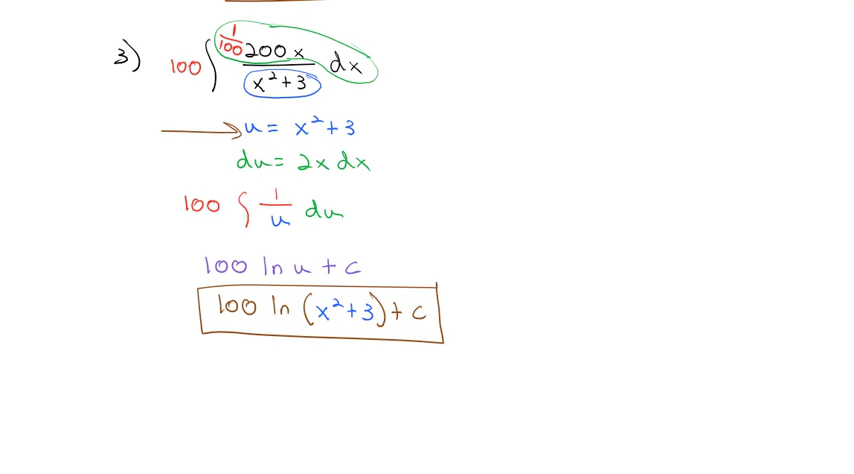 3) 100 ∫ 1/100 200x / x² + 3 dx
u = x² + 3
du = 2x dx
100 ∫ 1/u du
100 ln u + c
100 ln (x² + 3) + c